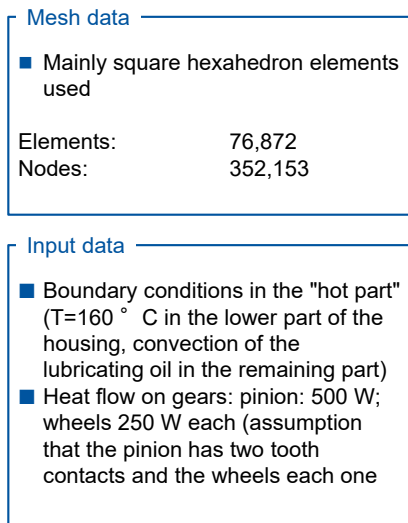 Mesh data
■ Mainly square hexahedron elements
used
Elements: 76,872
Nodes: 352,153
Input data
■ Boundary conditions in the "hot part"
(T=160 ° C in the lower part of the
housing, convection of the
lubricating oil in the remaining part)
■ Heat flow on gears: pinion: 500 W;
wheels 250 W each (assumption
that the pinion has two tooth
contacts and the wheels each one